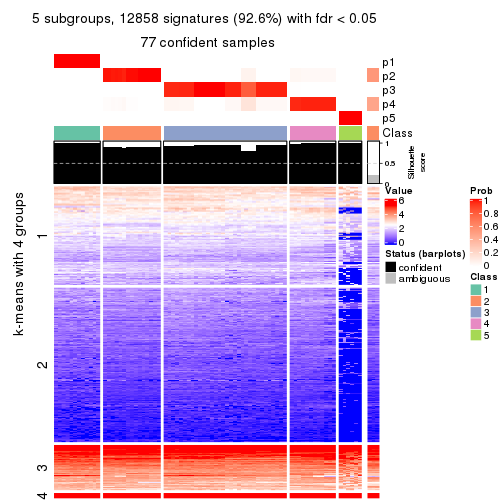 5 subgroups, 12858 signatures (92.6%) with fdr < 0.05
77 confident samples
p1
p2
p3
p4
p5
Class
1
0.5
0
Silhouette
score
k-means with 4 groups
1
2
3
4
Value
6
4
2
0
Status (barplots)
confident
ambiguous
Prob
1
0.8
0.6
0.4
0.2
0
Class
1
2
3
4
5